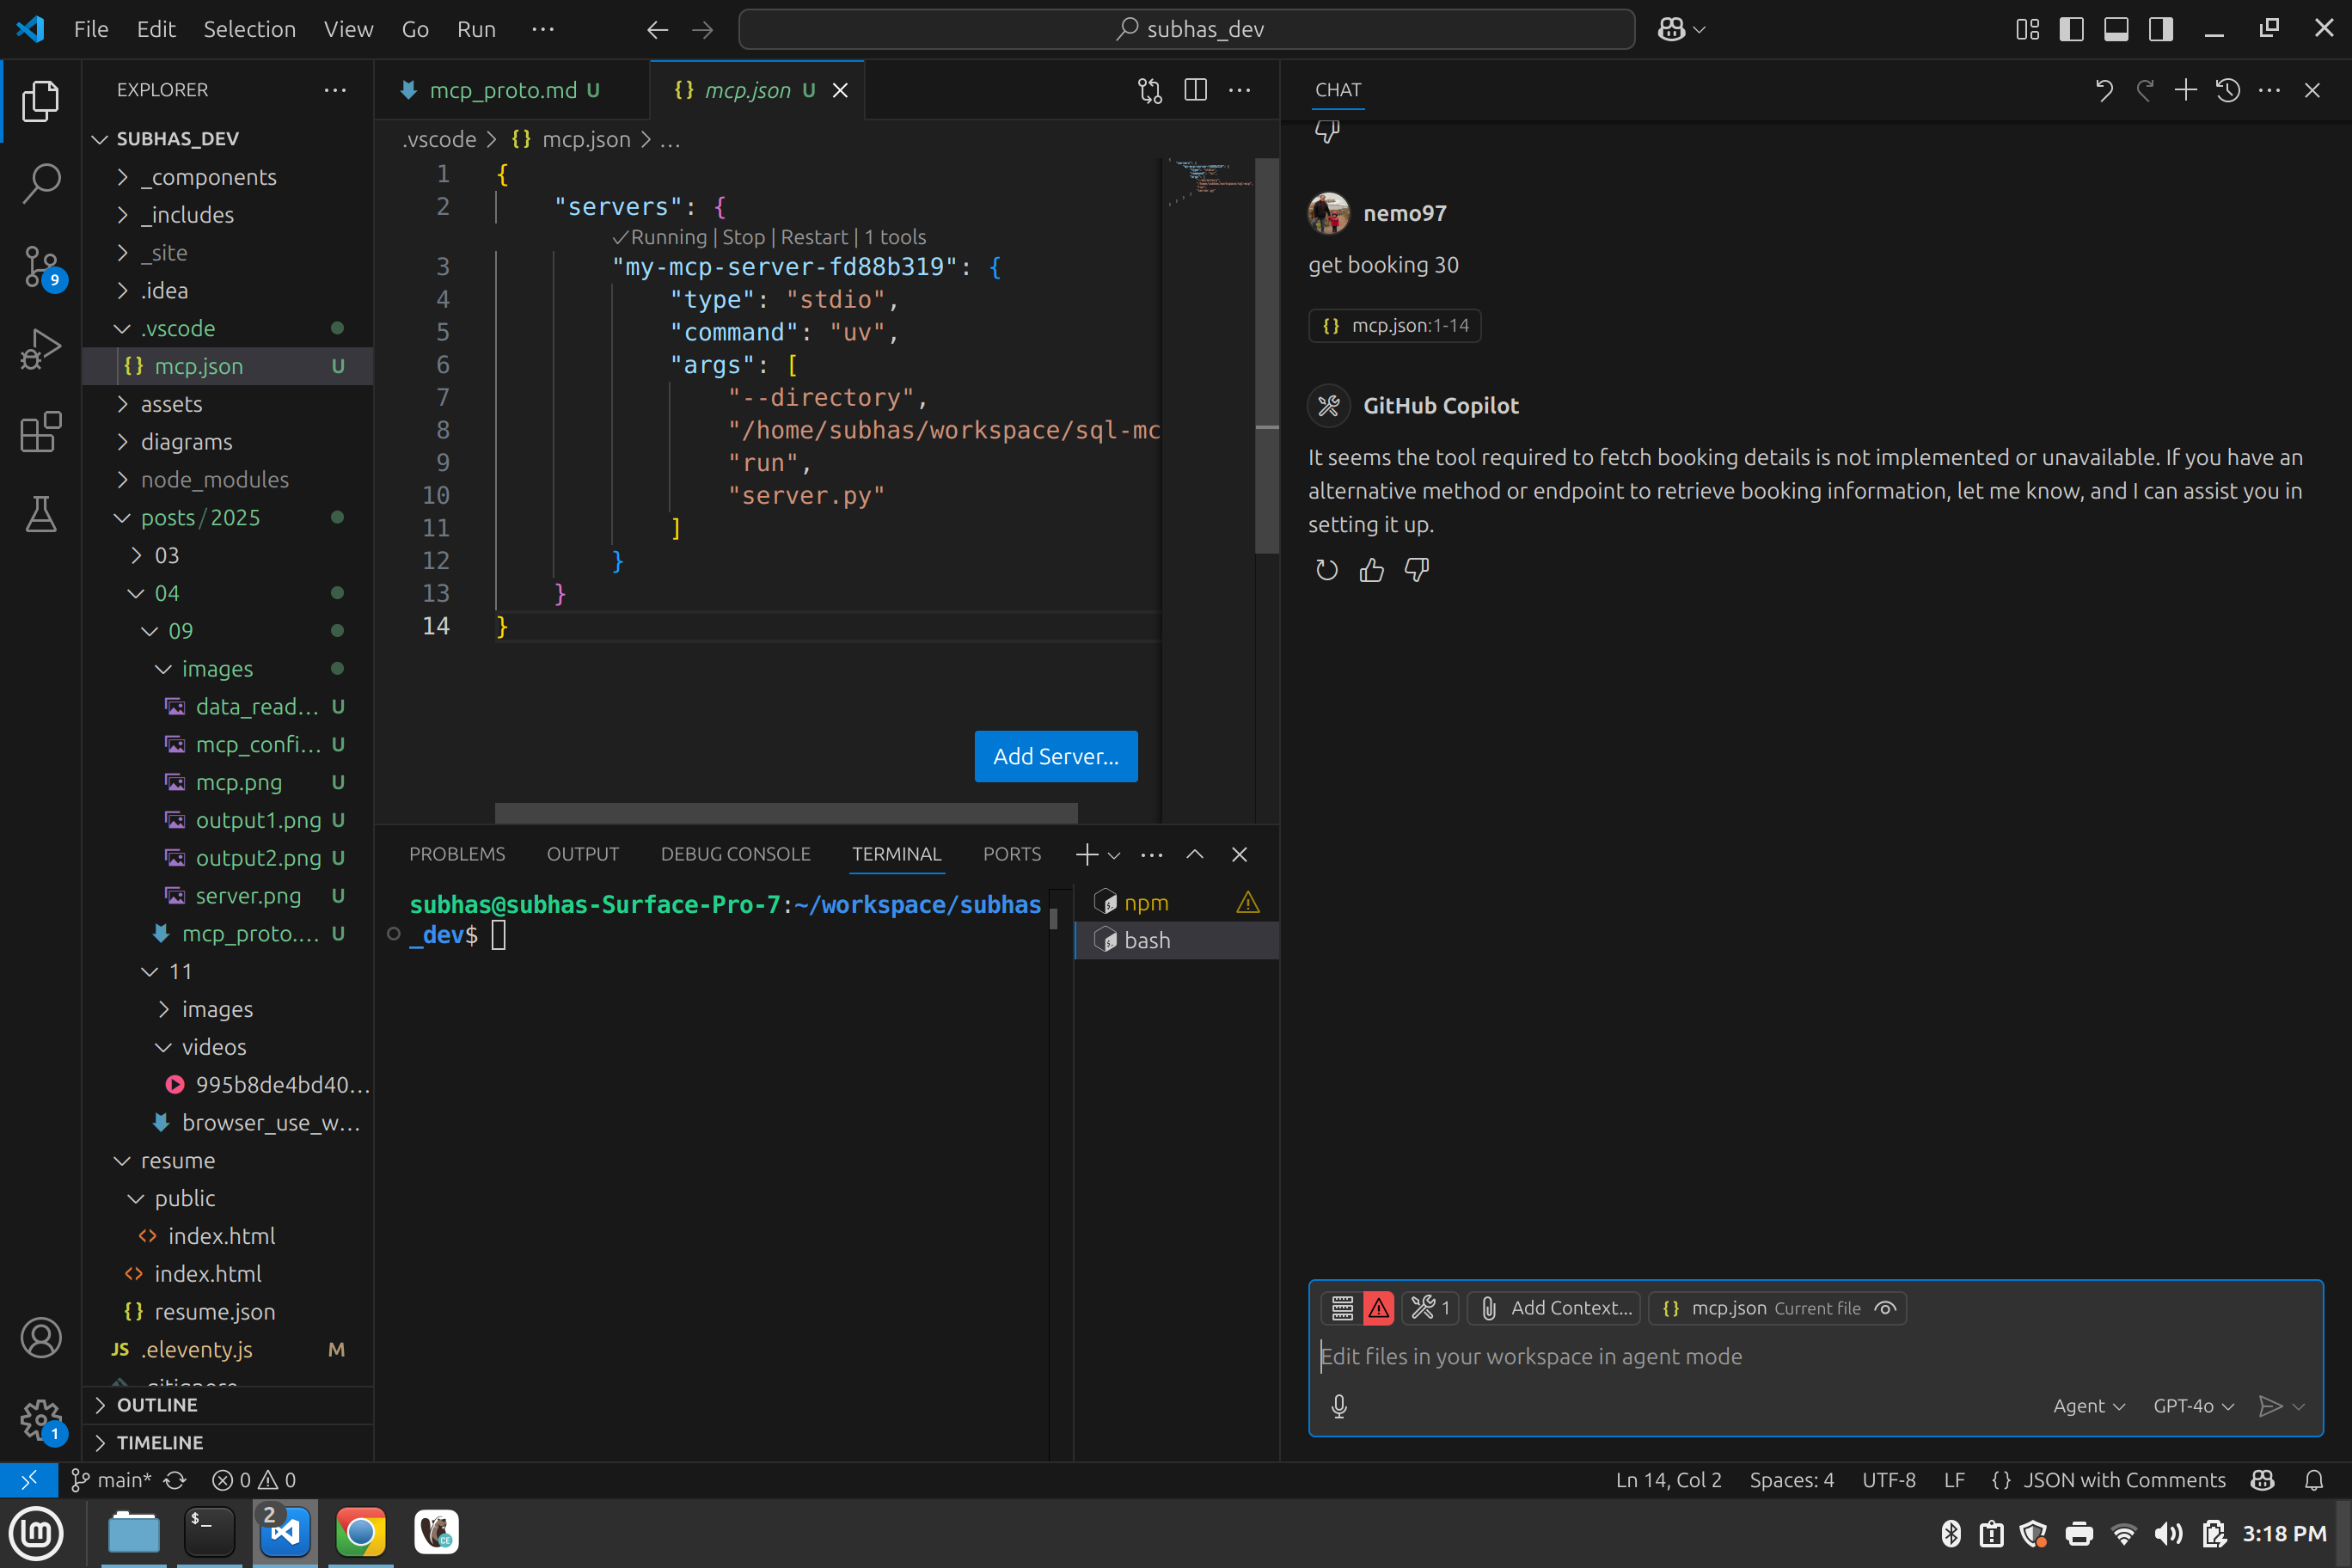 File Edit Selection View Go Run ···
subhas_dev
EXPLORER
SUBHAS_DEV
_components
_includes
_site
.idea
.vscode
mcp.json U
assets
diagrams
node_modules
posts/2025
03
04
09
images
data_read... U
mcp_confi... U
mcp.png U
output1.png U
output2.png U
server.png U
mcp_proto.... U
11
images
videos
995b8de4bd40...
browser_use_w...
resume
public
index.html
index.html
resume.json
.eleventy.js M
.gitignore
OUTLINE
TIMELINE
9
1
mcp_proto.md U
mcp.json U
.vscode > {} mcp.json > ...
1 {
2 "servers": {
✓Running | Stop | Restart | 1 tools
3 "my-mcp-server-fd88b319": {
4 "type": "stdio",
5 "command": "uv",
6 "args": [
7 "--directory",
8 "/home/subhas/workspace/sql-mc
9 "run",
10 "server.py"
11 ]
12 }
13 }
14 }
Add Server...
PROBLEMS OUTPUT DEBUG CONSOLE TERMINAL PORTS
subhas@subhas-Surface-Pro-7:~/workspace/subhas
_dev$
npm
bash
CHAT
nemo97
get booking 30
{} mcp.json:1-14
GitHub Copilot
It seems the tool required to fetch booking details is not implemented or unavailable. If you have an
alternative method or endpoint to retrieve booking information, let me know, and I can assist you in
setting it up.
1 Add Context... {} mcp.json Current file
Edit files in your workspace in agent mode
Agent GPT-4o
main* 0 0
Ln 14, Col 2 Spaces: 4 UTF-8 LF {} JSON with Comments
$_ 2 CE
3:18 PM